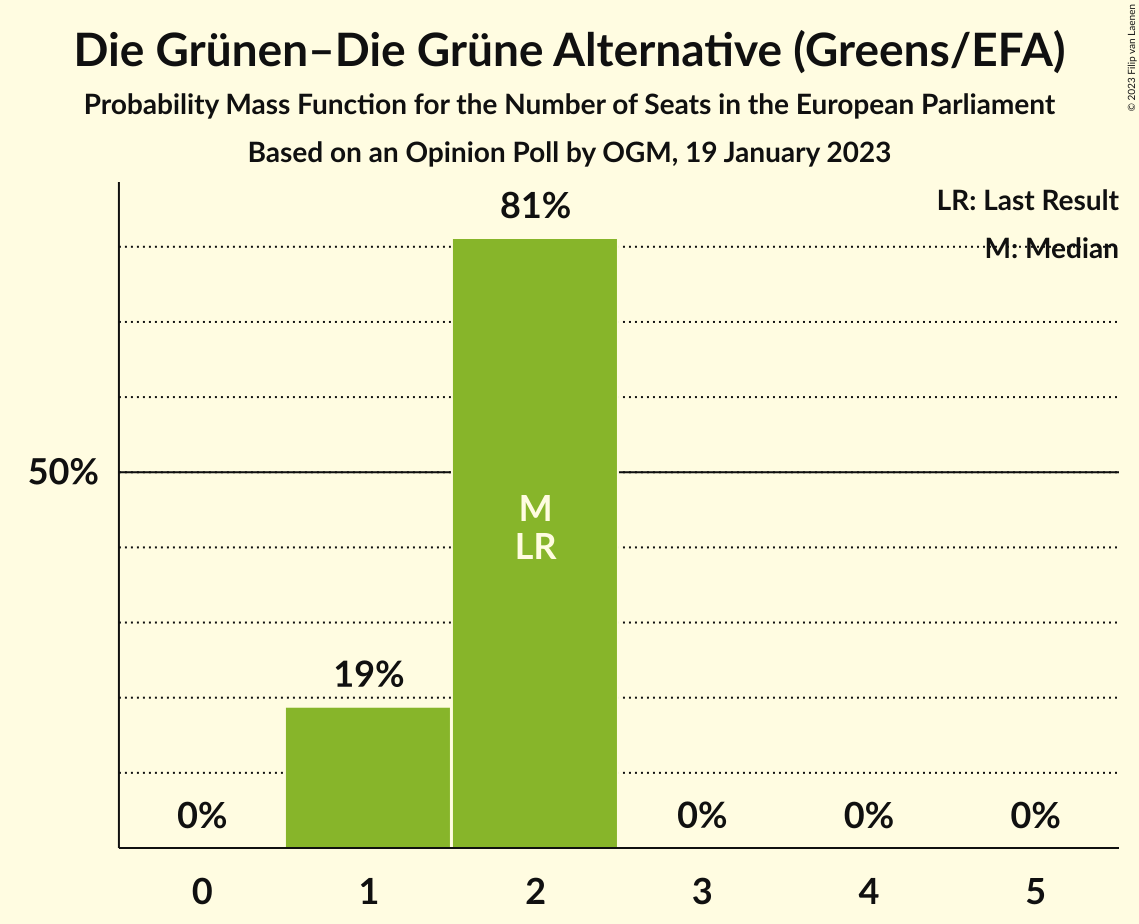 Die Grünen–Die Grüne Alternative (Greens/EFA)
Probability Mass Function for the Number of Seats in the European Parliament
Based on an Opinion Poll by OGM, 19 January 2023
© 2023 Filip van Laenen
LR: Last Result
M: Median
81%
50%
M
LR
19%
0%
0%
0%
0%
0
1
2
3
4
5